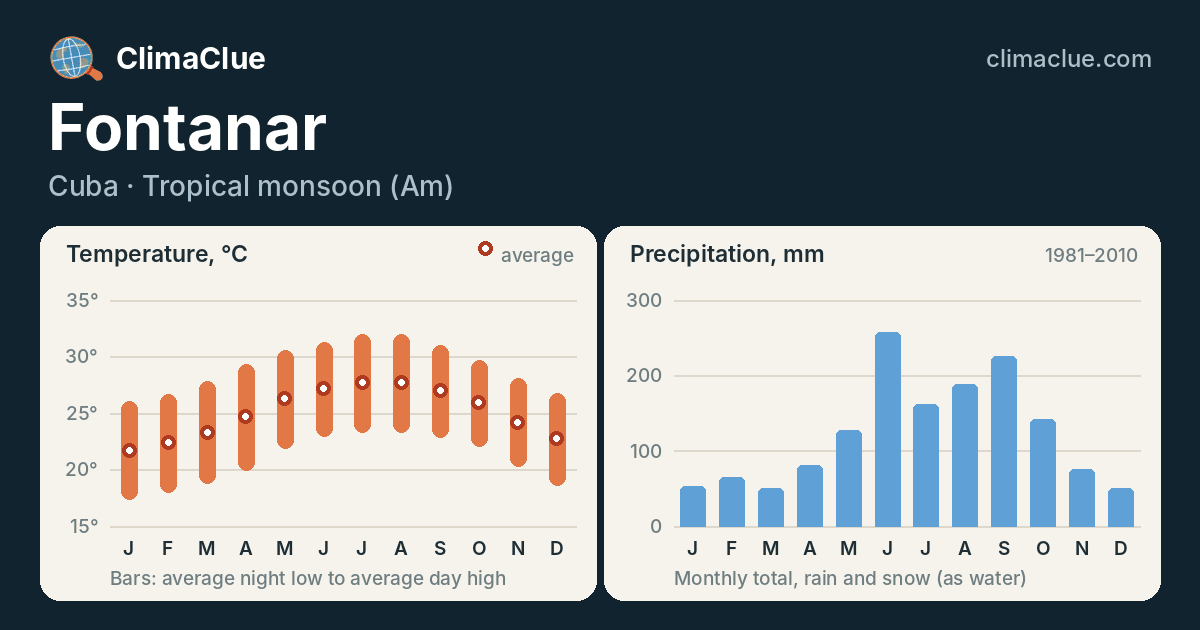 ClimaClue
climaclue.com
Fontanar
Cuba · Tropical monsoon (Am)
Temperature, °C
average
35°
30°
25°
20°
15°
J F M A M J J A S O N D
Bars: average night low to average day high
Precipitation, mm
1981–2010
300
200
100
0
J F M A M J J A S O N D
Monthly total, rain and snow (as water)